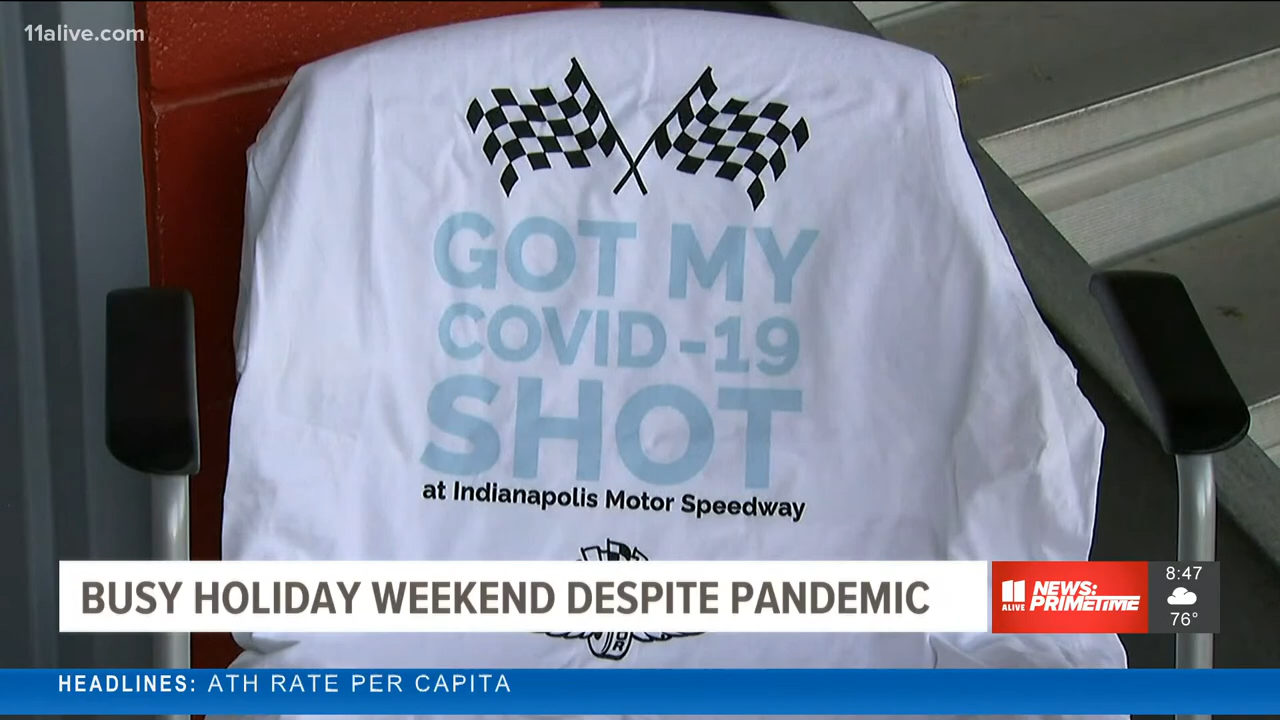 11alive.com
GOT MY
COVID-19
SHOT
at Indianapolis Motor Speedway
BUSY HOLIDAY WEEKEND DESPITE PANDEMIC
11 ALIVE NEWS: PRIMETIME
8:47
76°
HEADLINES: ATH RATE PER CAPITA